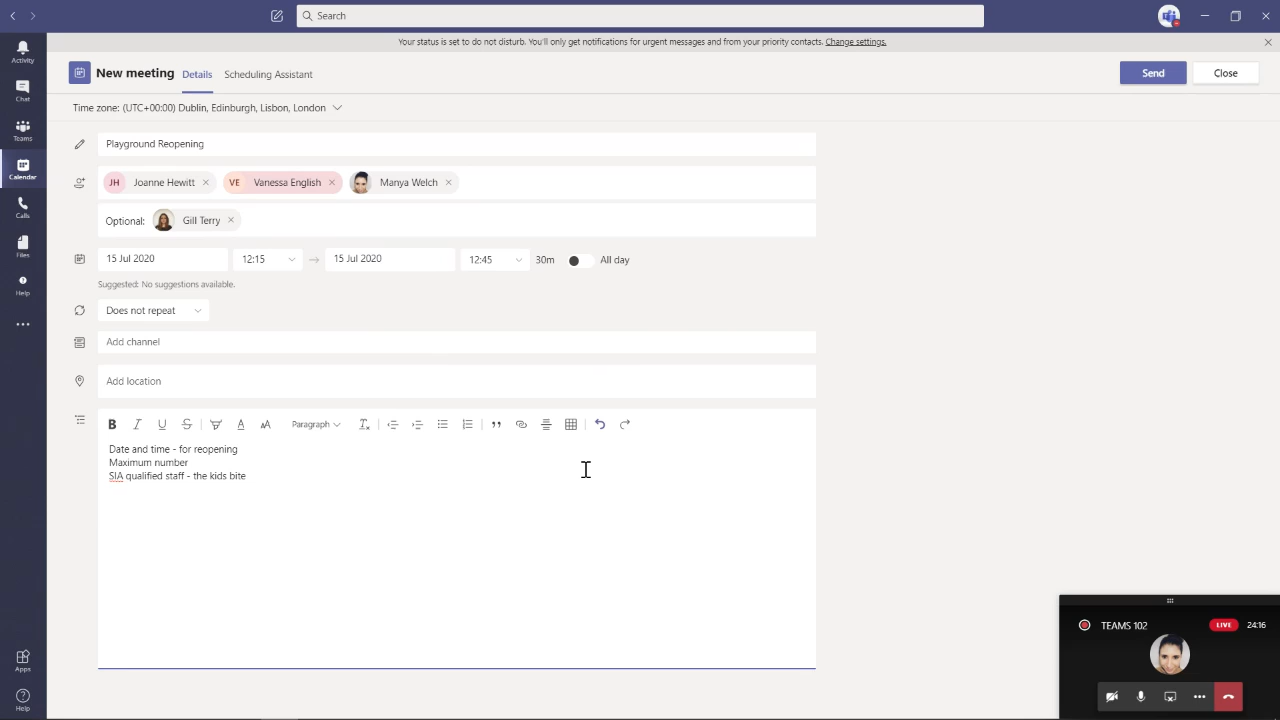 Search
Your status is set to do not disturb. You'll only get notifications for urgent messages and from your priority contacts. Change settings.
Activity
Chat
Teams
Calendar
Calls
Files
Help
Apps
Help
New meeting Details Scheduling Assistant Send Close
Time zone: (UTC+00:00) Dublin, Edinburgh, Lisbon, London
Playground Reopening
JH Joanne Hewitt VE Vanessa English Manya Welch
Optional: Gill Terry
15 Jul 2020 12:15 15 Jul 2020 12:45 30m All day
Suggested: No suggestions available.
Does not repeat
Add channel
Add location
B I U S A AA Paragraph
Date and time - for reopening
Maximum number
SIA qualified staff - the kids bite
TEAMS 102 LIVE 24:16